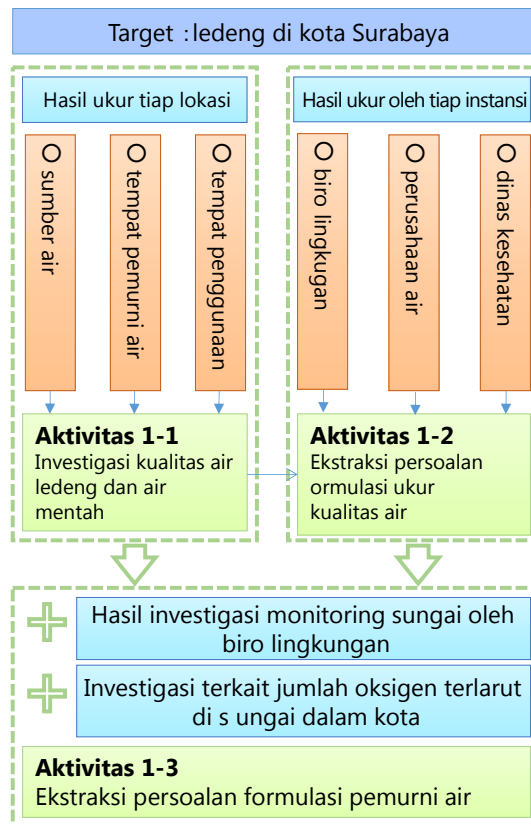 Target : ledeng di kota Surabaya
Hasil ukur tiap lokasi
○ sumber air
○ tempat pemurni air
○ tempat penggunaan
Aktivitas 1-1
Investigasi kualitas air
ledeng dan air
mentah
Hasil ukur oleh tiap instansi
○ biro lingkugan
○ perusahaan air
○ dinas kesehatan
Aktivitas 1-2
Ekstraksi persoalan
ormulasi ukur
kualitas air
Hasil investigasi monitoring sungai oleh
biro lingkungan
Investigasi terkait jumlah oksigen terlarut
di s ungai dalam kota
Aktivitas 1-3
Ekstraksi persoalan formulasi pemurni air